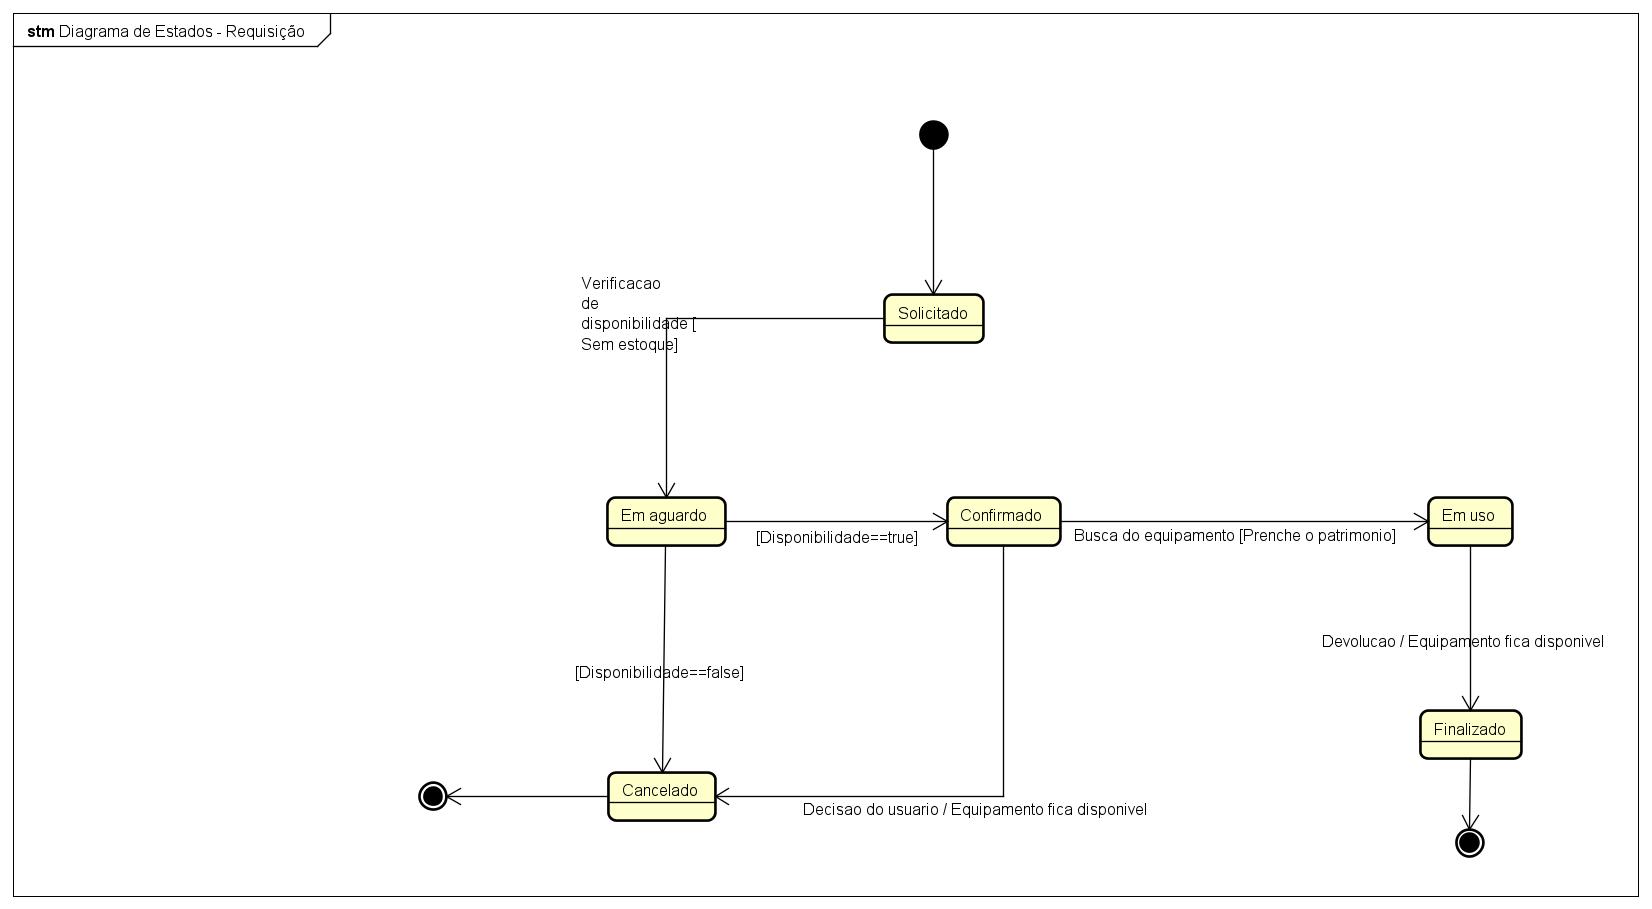 stm Diagrama de Estados - Requisição
Verificacao
de
disponibilidade [
Sem estoque]
Solicitado
Em aguardo
[Disponibilidade==true]
Confirmado
Busca do equipamento [Prenche o patrimonio]
Em uso
[Disponibilidade==false]
Devolucao / Equipamento fica disponivel
Finalizado
Cancelado
Decisao do usuario / Equipamento fica disponivel